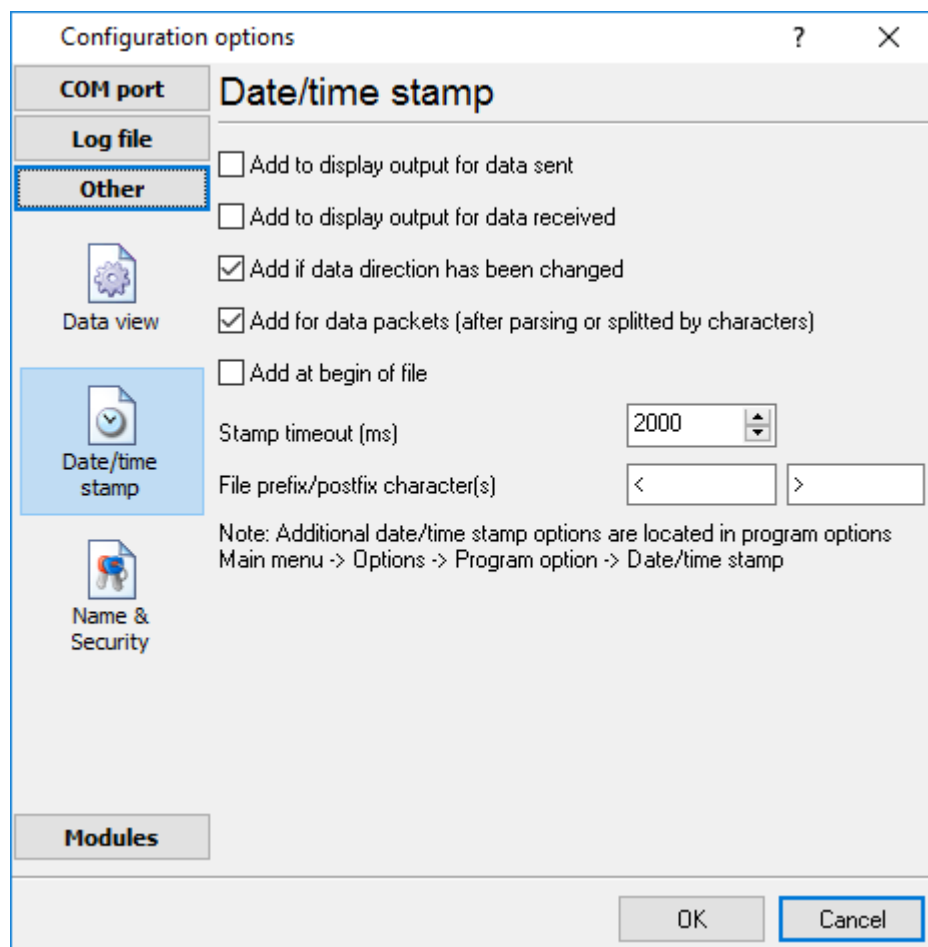 Configuration options
?
COM port
Log file
Other
Data view
Date/time
stamp
Name &
Security
Modules
Date/time stamp
Add to display output for data sent
Add to display output for data received
Add if data direction has been changed
Add for data packets (after parsing or splitted by characters)
Add at begin of file
Stamp timeout (ms) 2000
File prefix/postfix character(s) < >
Note: Additional date/time stamp options are located in program options
Main menu -> Options -> Program option -> Date/time stamp
OK Cancel